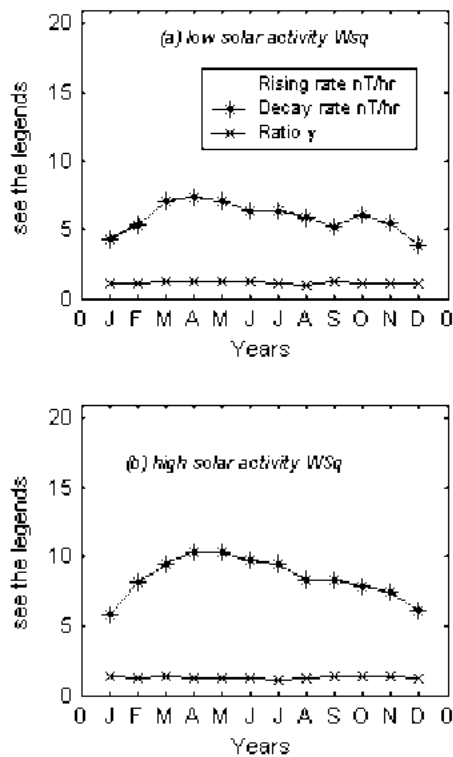 20
(a) low solar activity Wsq
15
Rising rate nT/hr
Decay rate nT/hr
Ratio γ
see the legends
10
5
0
0 J F M A M J J A S O N D 0
Years
20
(b) high solar activity WSq
15
see the legends
10
5
0
0 J F M A M J J A S O N D 0
Years